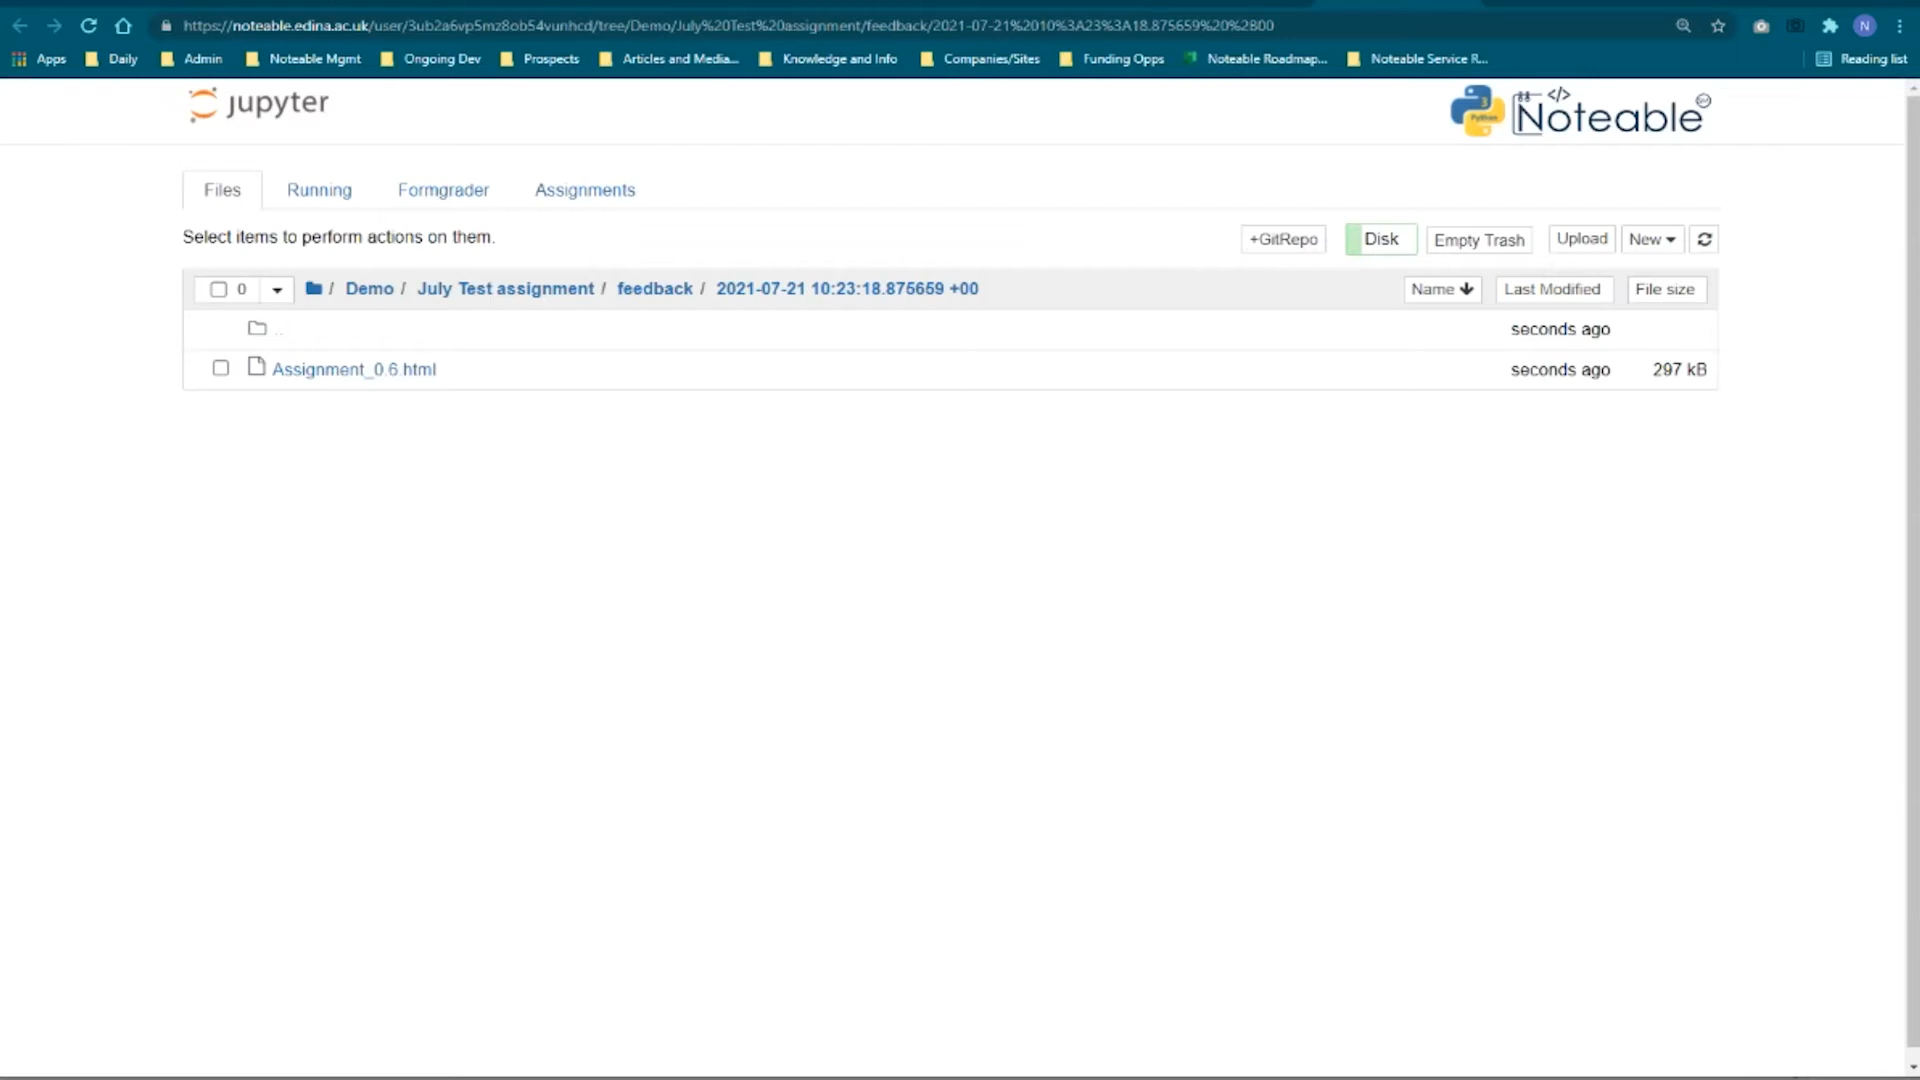 https://noteable.edina.ac.uk/user/3ub2a6vp5mz8ob54vunhcd/tree/Demo/July%20Test%20assignment/feedback/2021-07-21%2010%3A23%3A18.875659%20%2B00
N
Apps Daily Admin Noteable Mgmt Ongoing Dev Prospects Articles and Media... Knowledge and Info Companies/Sites Funding Opps Noteable Roadmap... Noteable Service R... Reading list
jupyter Python Noteable
Files Running Formgrader Assignments
Select items to perform actions on them. +GitRepo Disk Empty Trash Upload New
0 / Demo / July Test assignment / feedback / 2021-07-21 10:23:18.875659 +00 Name Last Modified File size
.. seconds ago
Assignment_0.6.html seconds ago 297 kB